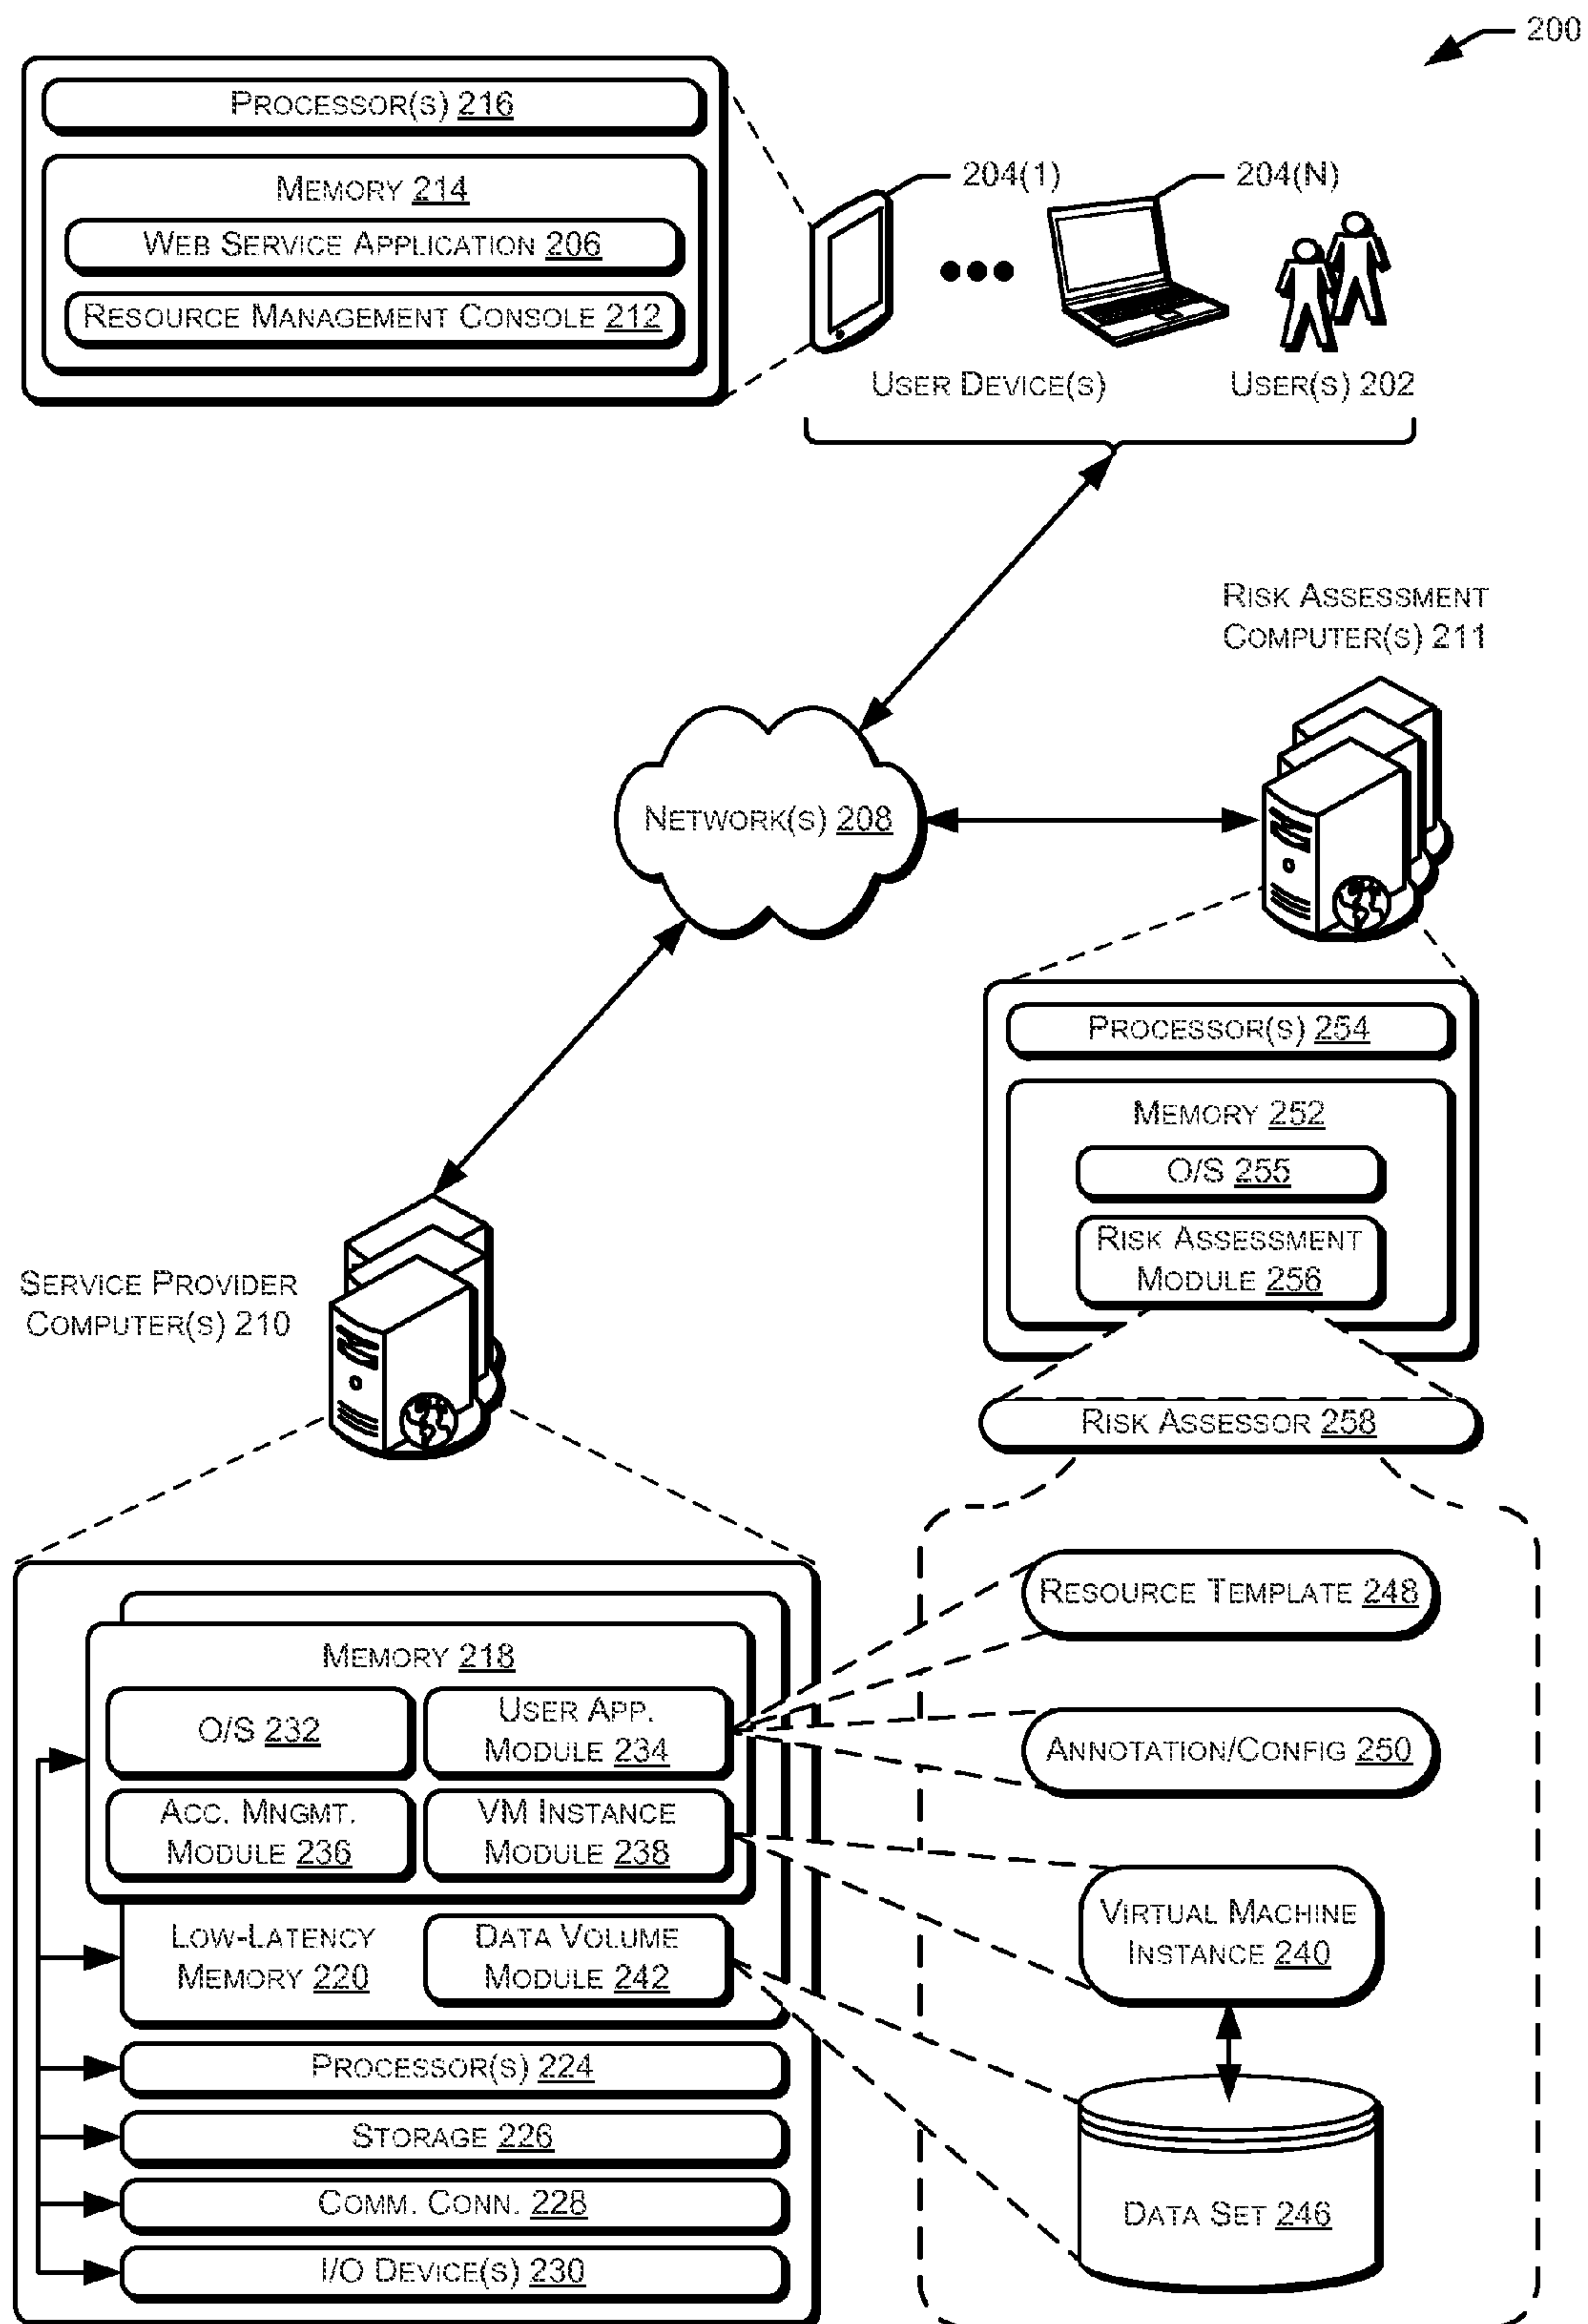 200
PROCESSOR(S) 216
MEMORY 214
WEB SERVICE APPLICATION 206
RESOURCE MANAGEMENT CONSOLE 212
204(1)
204(N)
USER DEVICE(S)
USER(S) 202
RISK ASSESSMENT
COMPUTER(S) 211
NETWORK(S) 208
PROCESSOR(S) 254
MEMORY 252
O/S 255
RISK ASSESSMENT
MODULE 256
SERVICE PROVIDER
COMPUTER(S) 210
RISK ASSESSOR 258
RESOURCE TEMPLATE 248
ANNOTATION/CONFIG 250
VIRTUAL MACHINE
INSTANCE 240
DATA SET 246
MEMORY 218
O/S 232
USER APP.
MODULE 234
ACC. MNGMT.
MODULE 236
VM INSTANCE
MODULE 238
LOW-LATENCY
MEMORY 220
DATA VOLUME
MODULE 242
PROCESSOR(S) 224
STORAGE 226
COMM. CONN. 228
I/O DEVICE(S) 230